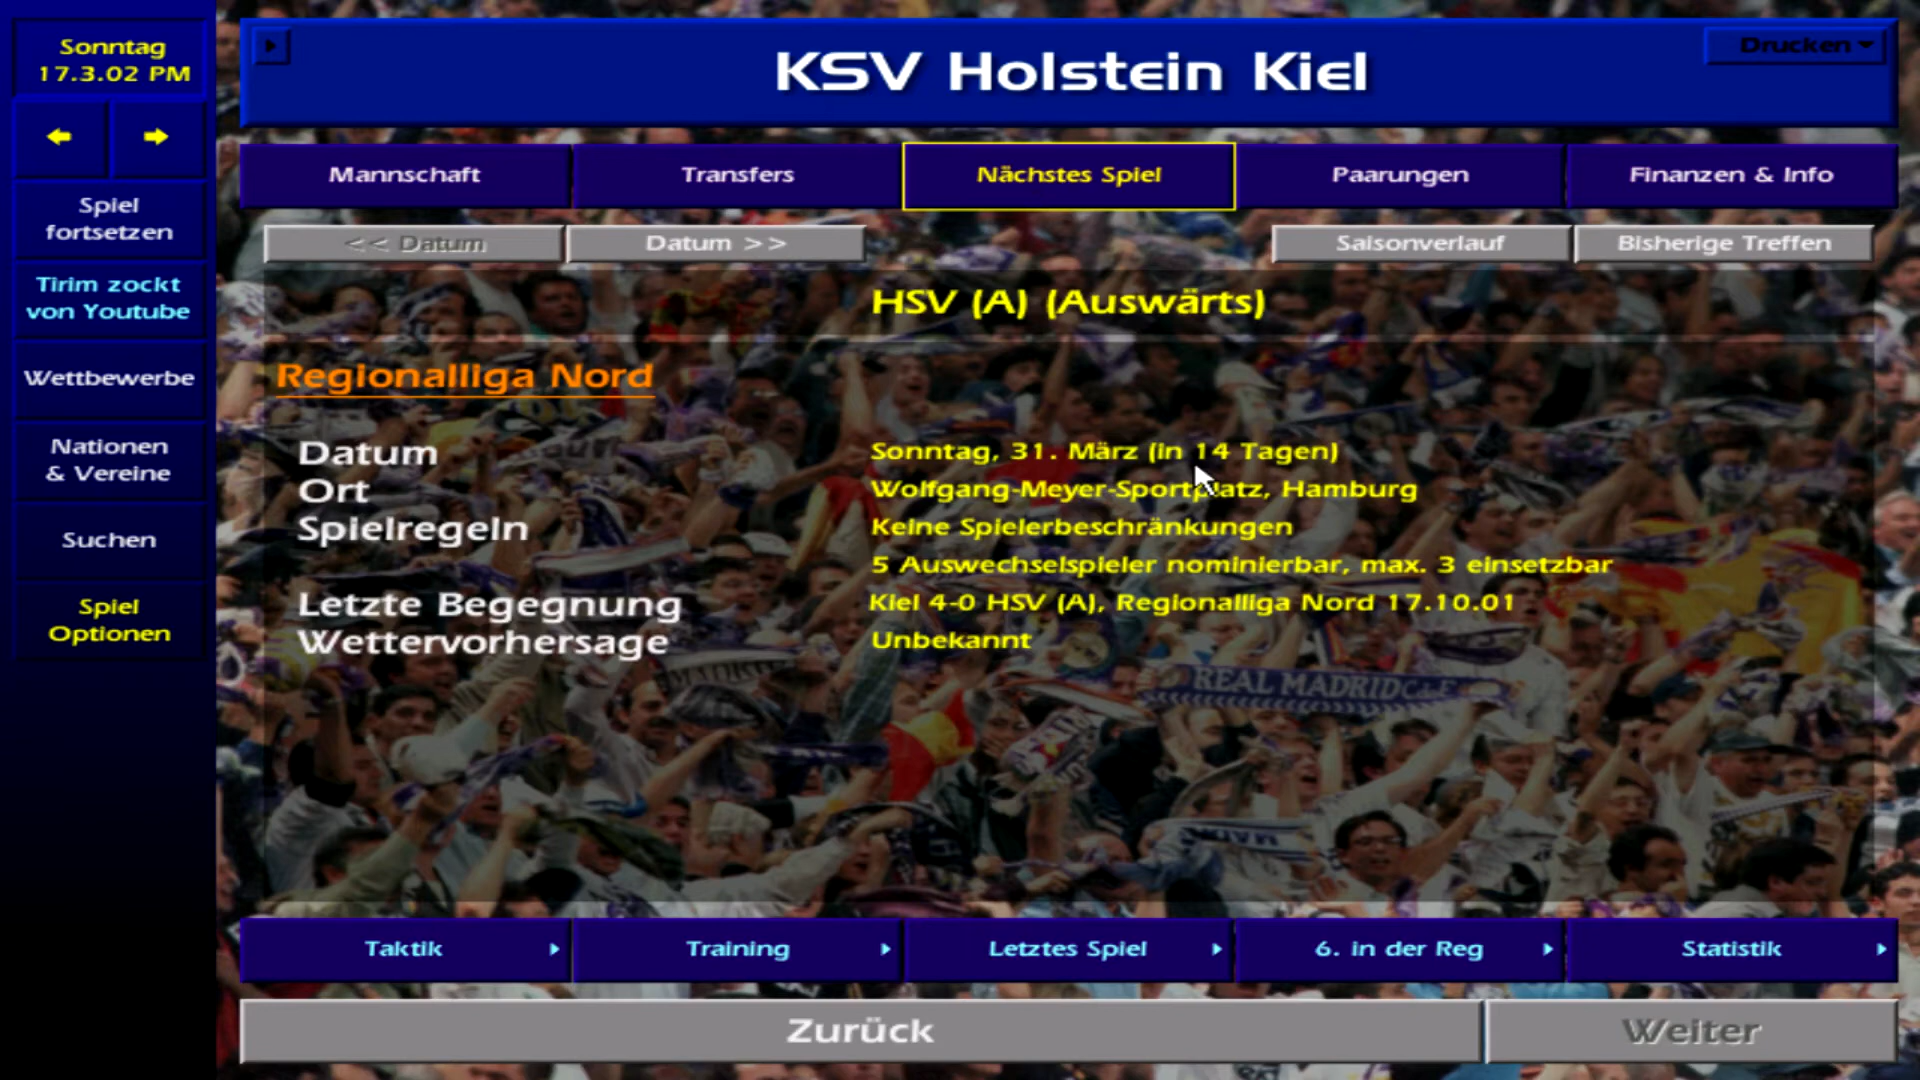 Sonntag
17.3.02 PM
Spiel
fortsetzen
Tirim zockt
von Youtube
Wettbewerbe
Nationen
& Vereine
Suchen
Spiel
Optionen
KSV Holstein Kiel
Drucken
Mannschaft
Transfers
Nächstes Spiel
Paarungen
Finanzen & Info
<< Datum
Datum >>
Saisonverlauf
Bisherige Treffen
HSV (A) (Auswärts)
Regionalliga Nord
Datum
Sonntag, 31. März (in 14 Tagen)
Ort
Wolfgang-Meyer-Sportplatz, Hamburg
Spielregeln
Keine Spielerbeschränkungen
5 Auswechselspieler nominierbar, max. 3 einsetzbar
Letzte Begegnung
Kiel 4-0 HSV (A), Regionalliga Nord 17.10.01
Wettervorhersage
Unbekannt
REAL MADRID C.F.
Taktik
Training
Letztes Spiel
6. in der Reg
Statistik
Zurück
Weiter